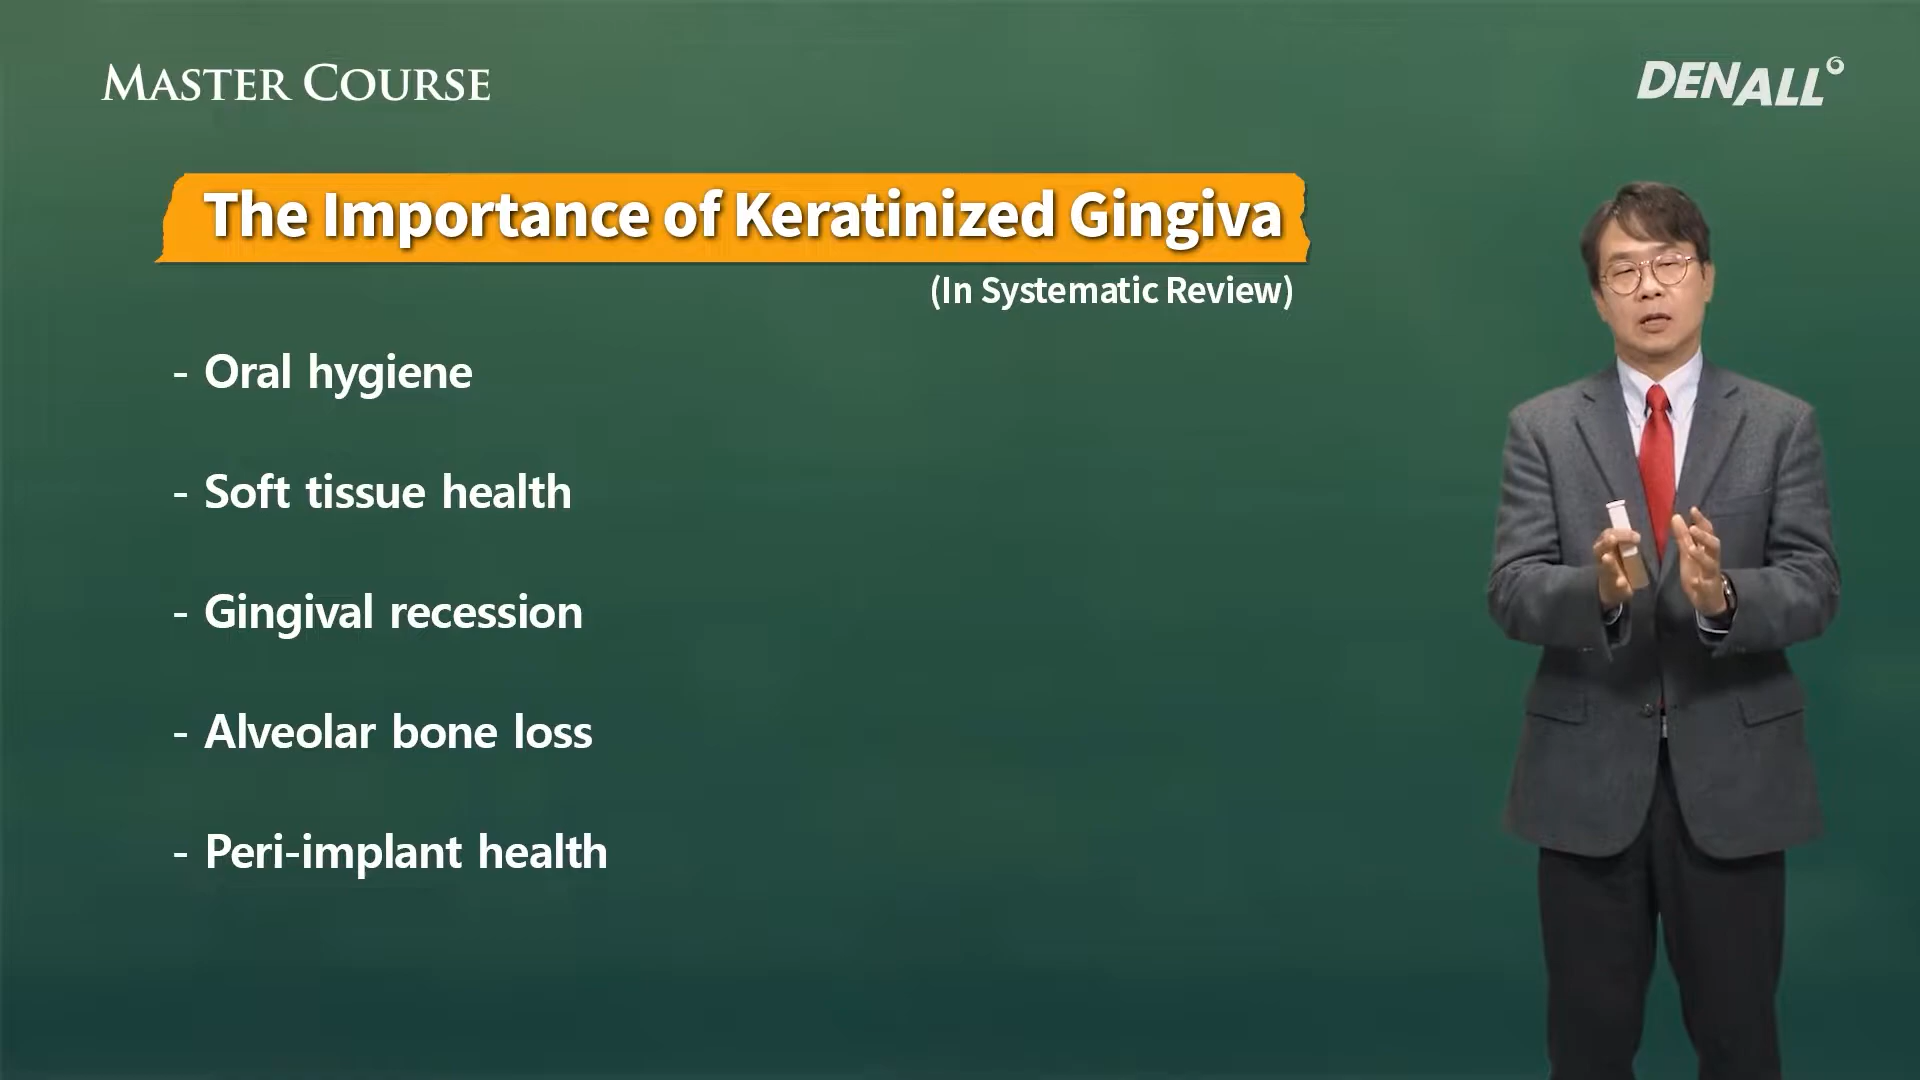 MASTER COURSE
DENALL
The Importance of Keratinized Gingiva
(In Systematic Review)
- Oral hygiene
- Soft tissue health
- Gingival recession
- Alveolar bone loss
- Peri-implant health